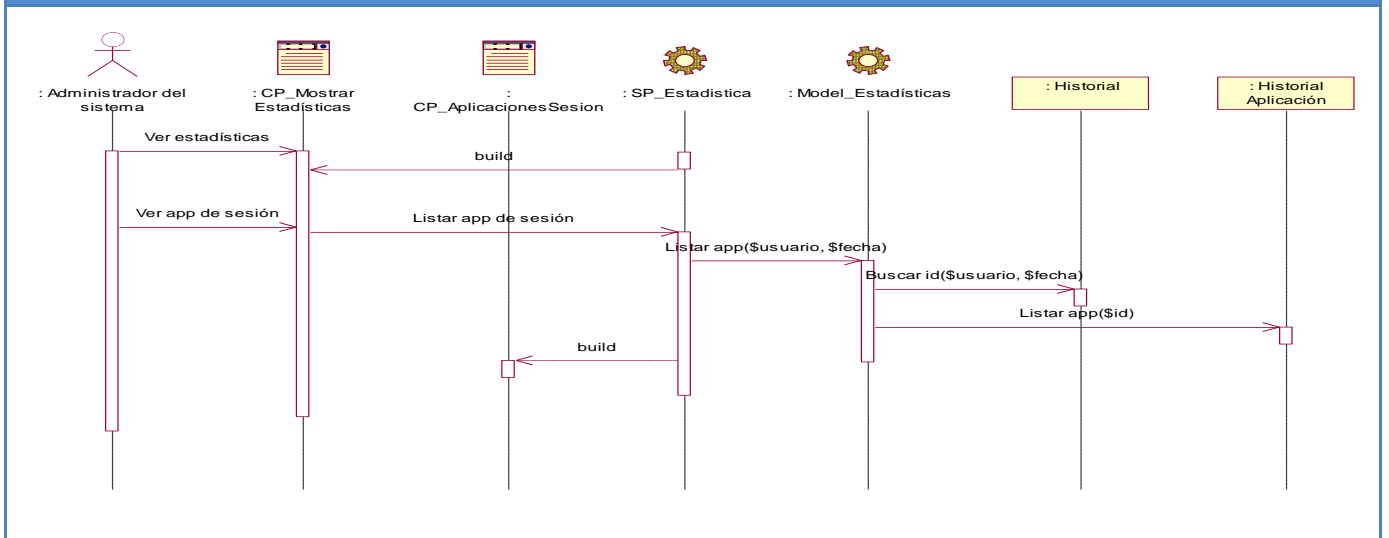 : Administrador del
sistema
: CP_Mostrar
Estadísticas
:
CP_AplicacionesSesion
: SP_Estadistica
: Model_Estadísticas
: Historial
: Historial
Aplicación
Ver estadísticas
build
Ver app de sesión
Listar app de sesión
Listar app($usuario, $fecha)
Buscar id($usuario, $fecha)
Listar app($id)
build